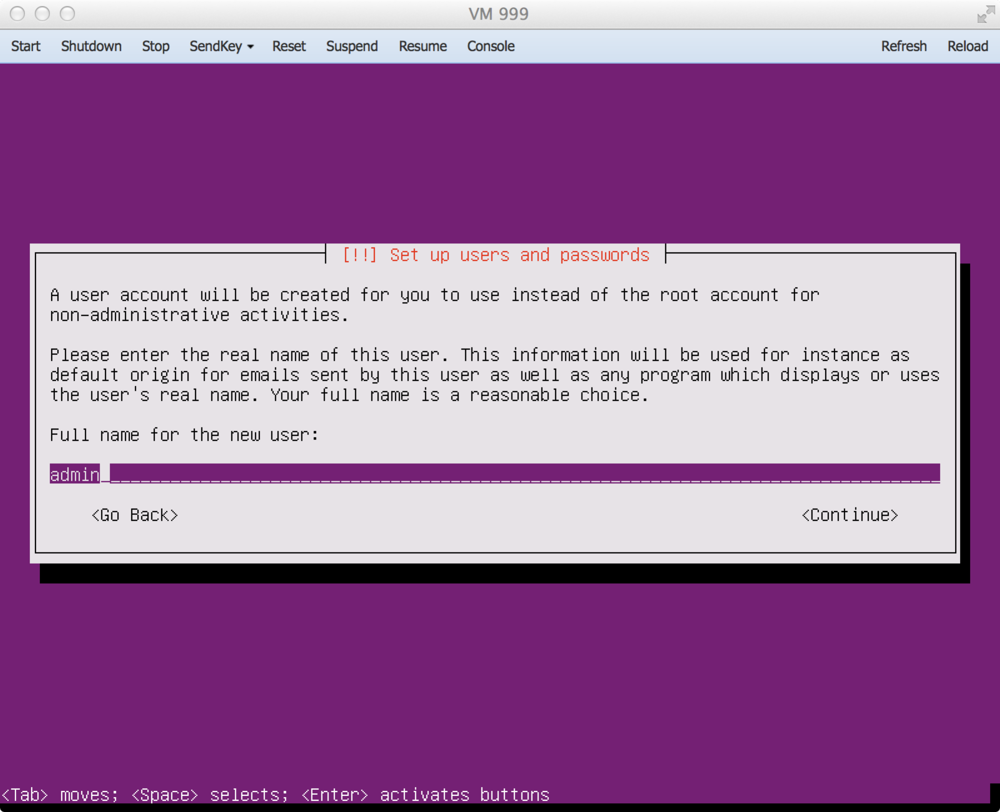 VM 999
Start Shutdown Stop SendKey Reset Suspend Resume Console Refresh Reload
[!!] Set up users and passwords
A user account will be created for you to use instead of the root account for
non-administrative activities.
Please enter the real name of this user. This information will be used for instance as
default origin for emails sent by this user as well as any program which displays or uses
the user's real name. Your full name is a reasonable choice.
Full name for the new user:
admin
<Go Back> <Continue>
<Tab> moves; <Space> selects; <Enter> activates buttons